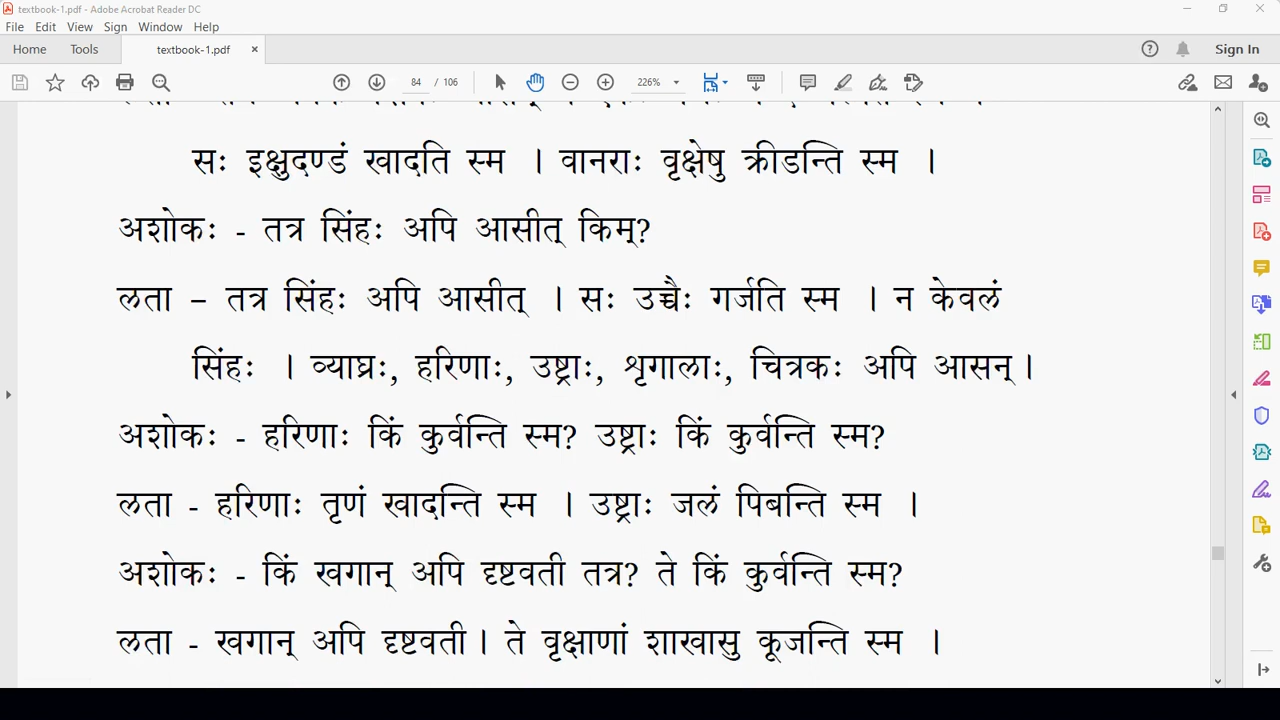 textbook-1.pdf - Adobe Acrobat Reader DC
File Edit View Sign Window Help
Home Tools textbook-1.pdf × Sign In
84 / 106 226%
सः इक्षुदण्डं खादति स्म । वानराः वृक्षेषु क्रीडन्ति स्म ।
अशोकः - तत्र सिंहः अपि आसीत् किम्?
लता – तत्र सिंहः अपि आसीत् । सः उच्चैः गर्जति स्म । न केवलं
सिंहः । व्याघ्रः, हरिणाः, उष्ट्राः, शृगालाः, चित्रकः अपि आसन् ।
अशोकः - हरिणाः किं कुर्वन्ति स्म? उष्ट्राः किं कुर्वन्ति स्म?
लता - हरिणाः तृणं खादन्ति स्म । उष्ट्राः जलं पिबन्ति स्म ।
अशोकः - किं खगान् अपि दृष्टवती तत्र? ते किं कुर्वन्ति स्म?
लता - खगान् अपि दृष्टवती । ते वृक्षाणां शाखासु कूजन्ति स्म ।